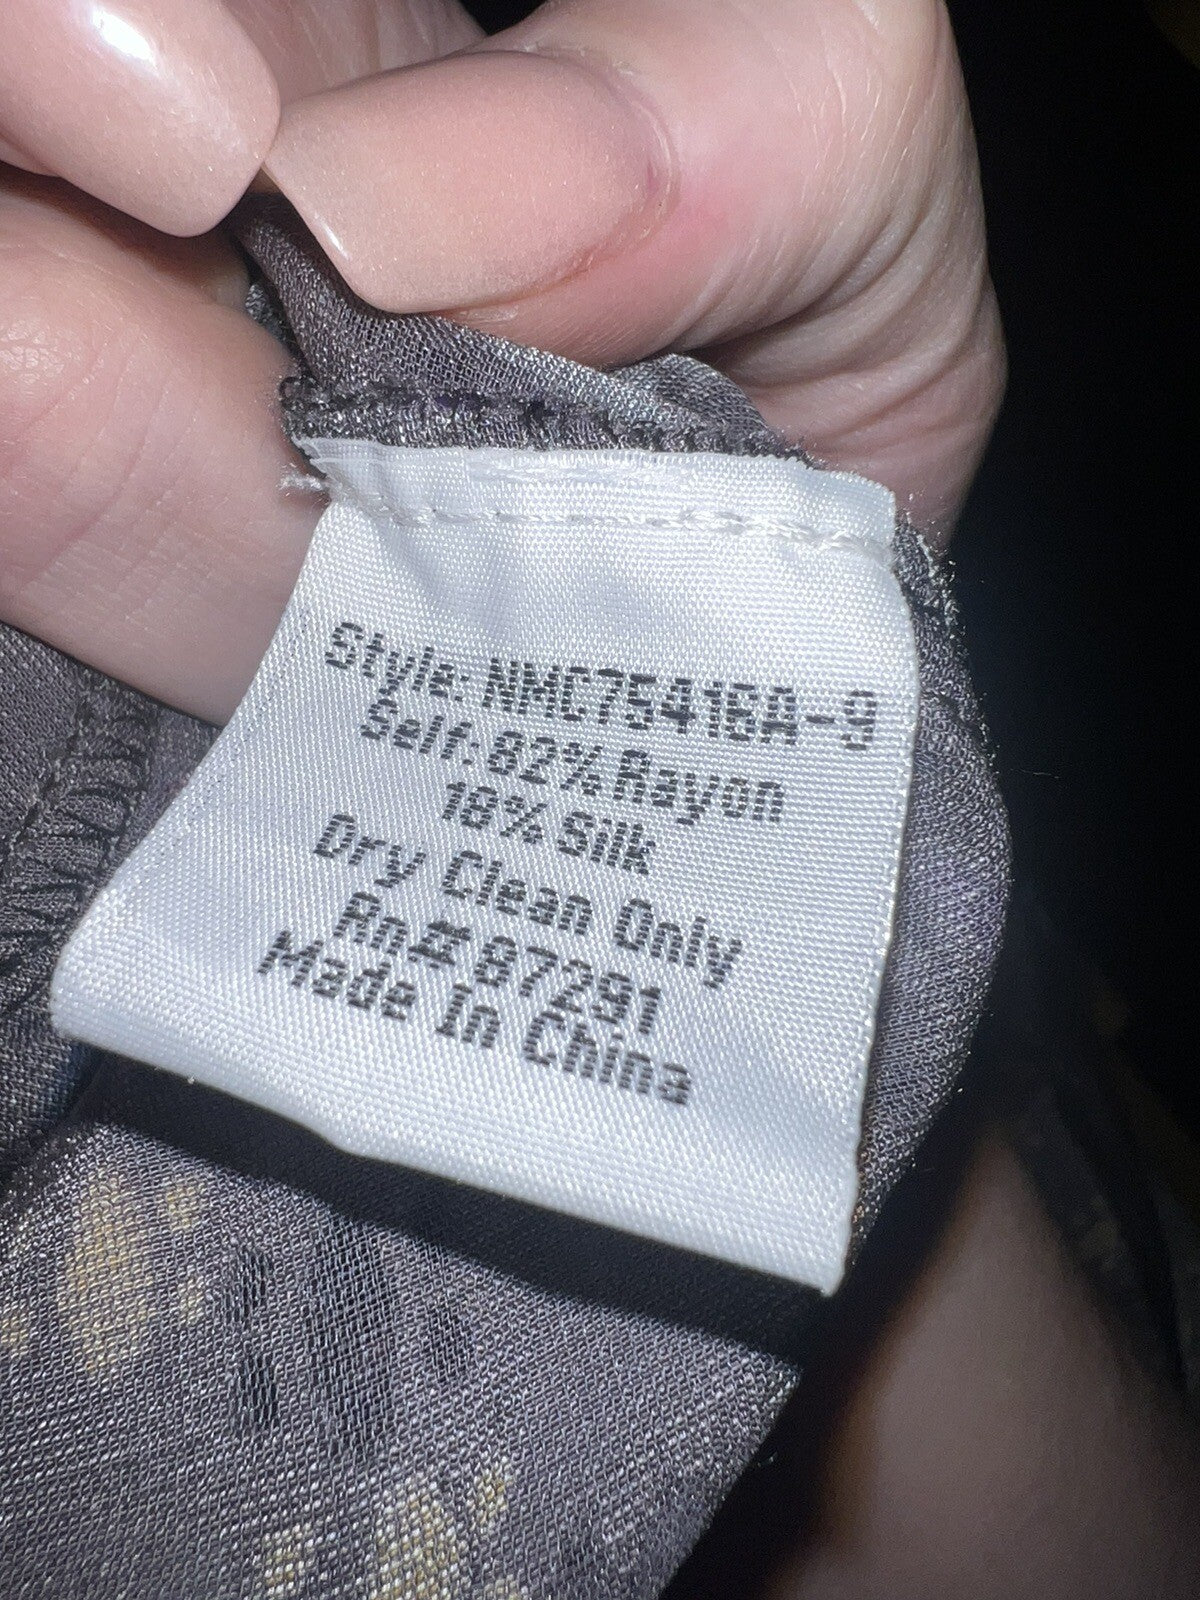 Style: NMC75416A-9
Self: 82% Rayon
18% Silk
Dry Clean Only
Rn# 87291
Made In China